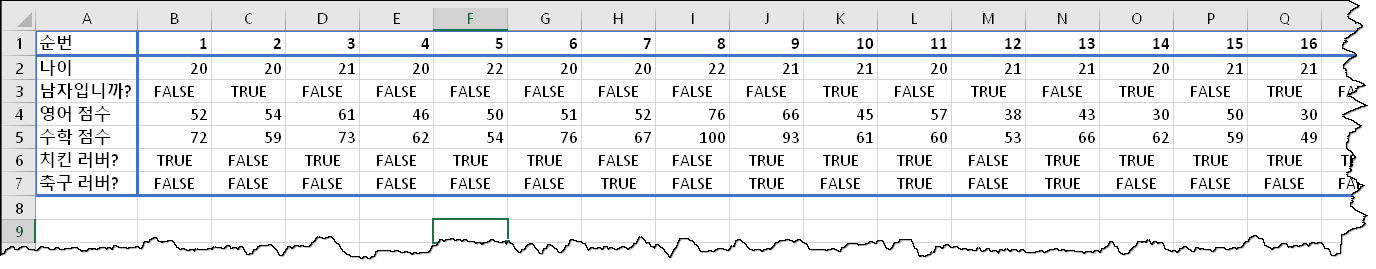 A B C D E F G H I J K L M N O P Q
1 순번 1 2 3 4 5 6 7 8 9 10 11 12 13 14 15 16
2 나이 20 20 21 20 22 20 20 22 21 21 20 21 21 20 21 21
3 남자입니까? FALSE TRUE FALSE FALSE FALSE FALSE FALSE FALSE FALSE TRUE FALSE TRUE FALSE TRUE FALSE TRUE
4 영어 점수 52 54 61 46 50 51 52 76 66 45 57 38 43 30 50 30
5 수학 점수 72 59 73 62 54 76 67 100 93 61 60 53 66 62 59 49
6 치킨 러버? TRUE FALSE TRUE FALSE TRUE TRUE FALSE FALSE TRUE TRUE TRUE FALSE TRUE TRUE TRUE TRUE
7 축구 러버? FALSE FALSE FALSE FALSE FALSE FALSE TRUE FALSE TRUE FALSE TRUE FALSE TRUE FALSE FALSE FALSE
8
9